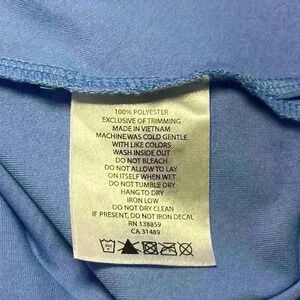 100% POLYESTER
EXCLUSIVE OF TRIMMING
MADE IN VIETNAM
MACHINE WAS COLD GENTLE
WITH LIKE COLORS
WASH INSIDE OUT
DO NOT BLEACH
DO NOT ALLOW TO LAY
ON ITSELF WHEN WET
DO NOT TUMBLE DRY
HANG TO DRY
IRON LOW
DO NOT DRY CLEAN
IF PRESENT, DO NOT IRON DECAL
RN 138859
CA 31489